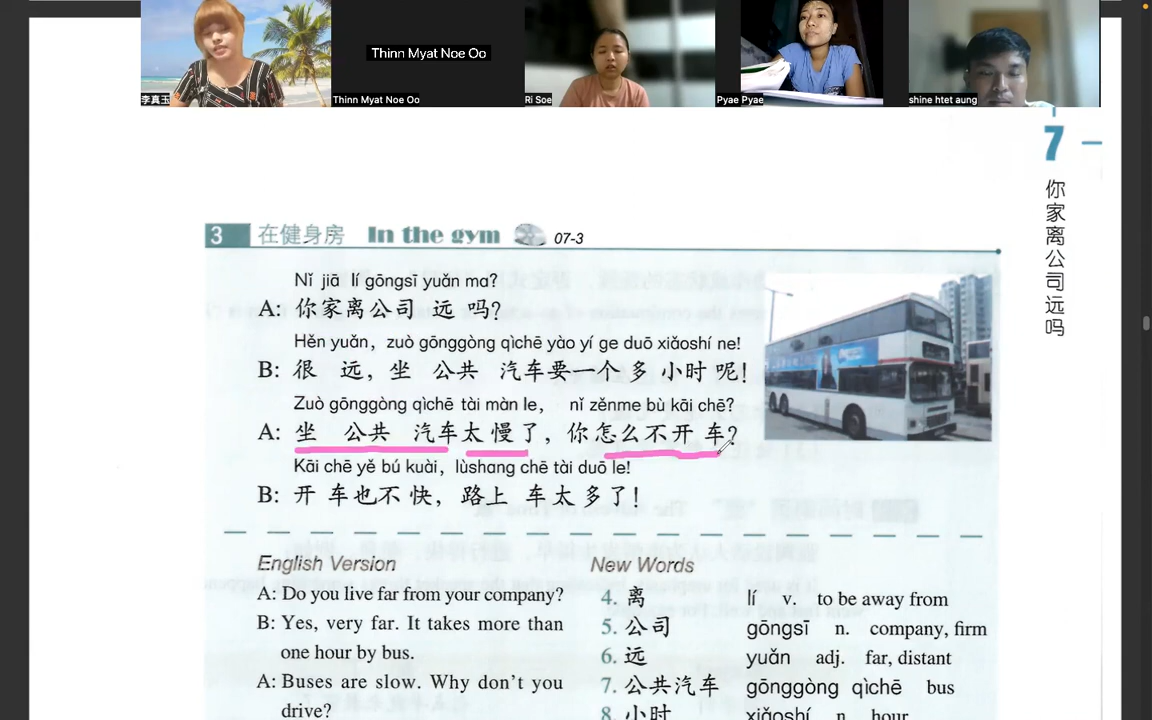 李真玉
Thinn Myat Noe Oo
Thinn Myat Noe Oo
Ri Soe
Pyae Pyae
shine htet aung
7
你家离公司远吗
3 在健身房 In the gym 07-3
Nǐ jiā lí gōngsī yuǎn ma?
A: 你家离公司 远 吗?
Hěn yuǎn, zuò gōnggòng qìchē yào yí ge duō xiǎoshí ne!
B: 很 远, 坐 公共 汽车要一个 多 小时 呢!
Zuò gōnggòng qìchē tài màn le, nǐ zěnme bù kāi chē?
A: 坐 公共 汽车太 慢 了, 你怎么不开 车?
Kāi chē yě bú kuài, lùshang chē tài duō le!
B: 开 车也不 快, 路上 车太 多了!
English Version
A: Do you live far from your company?
B: Yes, very far. It takes more than
one hour by bus.
A: Buses are slow. Why don't you
drive?
New Words
4. 离 lí v. to be away from
5. 公司 gōngsī n. company, firm
6. 远 yuǎn adj. far, distant
7. 公共汽车 gōnggòng qìchē bus
8. 小时 xiǎoshí n. hour